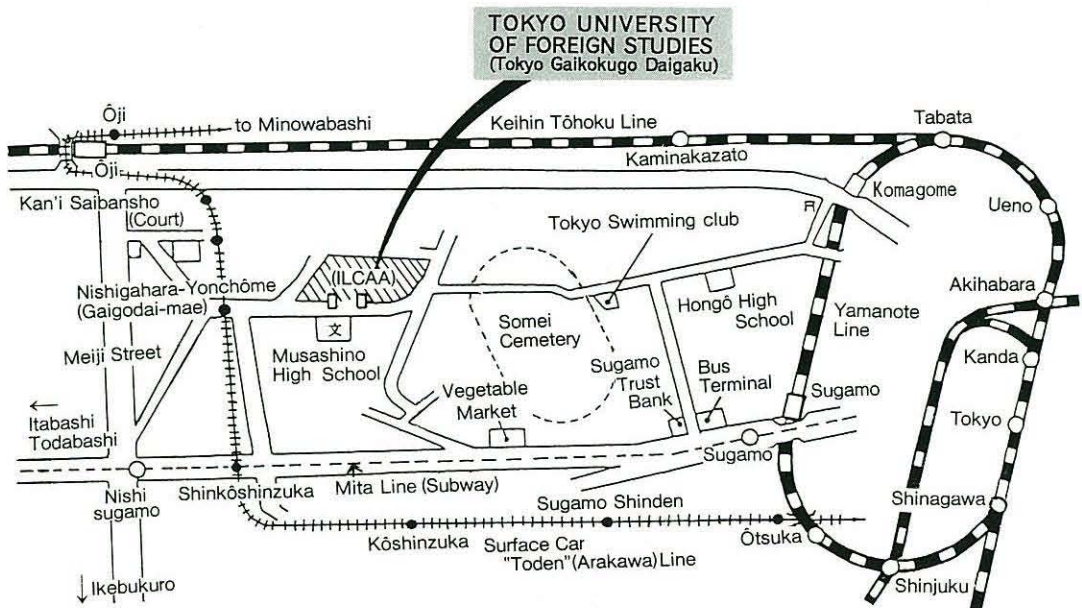 TOKYO UNIVERSITY
OF FOREIGN STUDIES
(Tokyo Gaikokugo Daigaku)
Ôji
to Minowabashi
Keihin Tôhoku Line
Tabata
Ôji
Kaminakazato
Komagome
Kan'i Saibansho
(Court)
Tokyo Swimming club
Ueno
(ILCAA)
Nishigahara-Yonchôme
(Gaigodai-mae)
Hongô High
School
Akihabara
文
Somei
Cemetery
Yamanote
Line
Meiji Street
Musashino
High School
Kanda
Sugamo
Trust
Bank
Bus
Terminal
Sugamo
Vegetable
Market
←
Itabashi
Todabashi
Tokyo
Sugamo
Nishi
sugamo
Shinkôshinzuka
Mita Line (Subway)
Sugamo Shinden
Shinagawa
Kôshinzuka
Surface Car
"Toden"(Arakawa)Line
Ôtsuka
↓Ikebukuro
Shinjuku